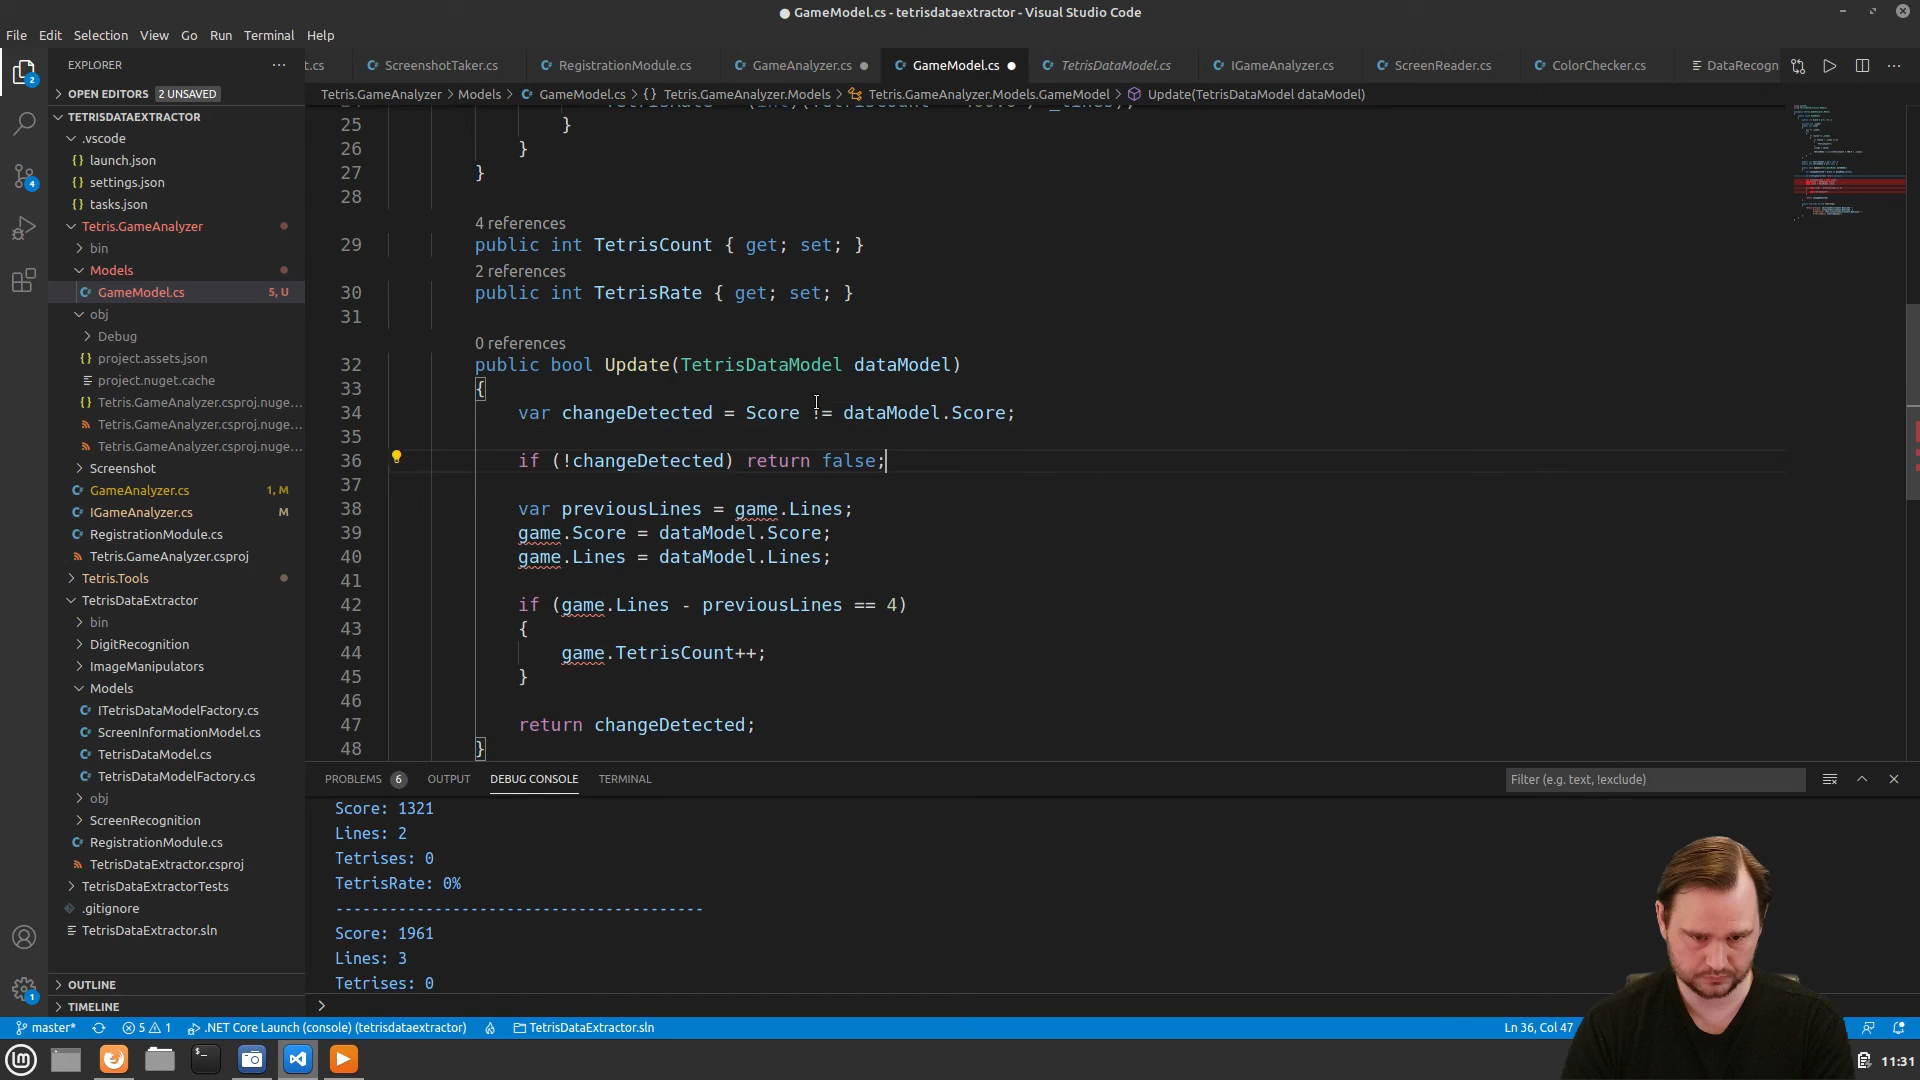 GameModel.cs - tetrisdataextractor - Visual Studio Code
File Edit Selection View Go Run Terminal Help
EXPLORER
OPEN EDITORS 2 UNSAVED
TETRISDATAEXTRACTOR
.vscode
launch.json
settings.json
tasks.json
Tetris.GameAnalyzer
bin
Models
GameModel.cs 5, U
obj
Debug
project.assets.json
project.nuget.cache
Tetris.GameAnalyzer.csproj.nuge...
Tetris.GameAnalyzer.csproj.nuge...
Tetris.GameAnalyzer.csproj.nuge...
Screenshot
GameAnalyzer.cs 1, M
IGameAnalyzer.cs M
RegistrationModule.cs
Tetris.GameAnalyzer.csproj
Tetris.Tools
TetrisDataExtractor
bin
DigitRecognition
ImageManipulators
Models
ITetrisDataModelFactory.cs
ScreenInformationModel.cs
TetrisDataModel.cs
TetrisDataModelFactory.cs
obj
ScreenRecognition
RegistrationModule.cs
TetrisDataExtractor.csproj
TetrisDataExtractorTests
.gitignore
TetrisDataExtractor.sln
OUTLINE
TIMELINE
t.cs ScreenshotTaker.cs RegistrationModule.cs GameAnalyzer.cs GameModel.cs TetrisDataModel.cs IGameAnalyzer.cs ScreenReader.cs ColorChecker.cs DataRecogn
Tetris.GameAnalyzer > Models > GameModel.cs > {} Tetris.GameAnalyzer.Models > Tetris.GameAnalyzer.Models.GameModel > Update(TetrisDataModel dataModel)
25 }
26 }
27 }
28
4 references
29 public int TetrisCount { get; set; }
2 references
30 public int TetrisRate { get; set; }
31
0 references
32 public bool Update(TetrisDataModel dataModel)
33 {
34 var changeDetected = Score != dataModel.Score;
35
36 if (!changeDetected) return false;
37
38 var previousLines = game.Lines;
39 game.Score = dataModel.Score;
40 game.Lines = dataModel.Lines;
41
42 if (game.Lines - previousLines == 4)
43 {
44 game.TetrisCount++;
45 }
46
47 return changeDetected;
48 }
PROBLEMS 6 OUTPUT DEBUG CONSOLE TERMINAL Filter (e.g. text, !exclude)
Score: 1321
Lines: 2
Tetrises: 0
TetrisRate: 0%
----------------------------------------
Score: 1961
Lines: 3
Tetrises: 0
>
master* 5 1 .NET Core Launch (console) (tetrisdataextractor) TetrisDataExtractor.sln Ln 36, Col 47
11:31